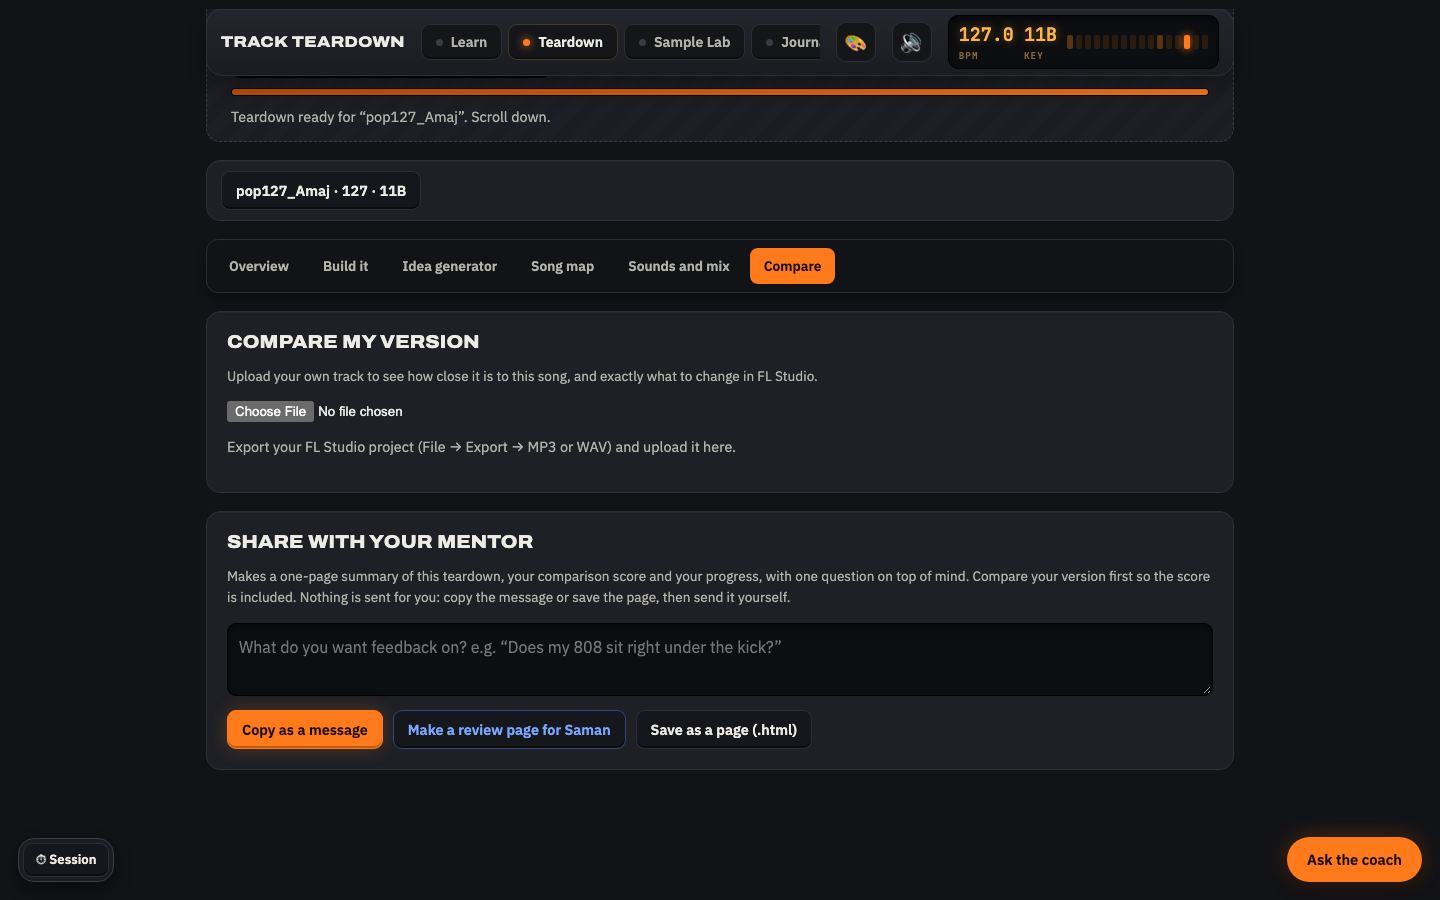 TRACK TEARDOWN
Learn
Teardown
Sample Lab
Journ
127.0 11B
BPM KEY
Teardown ready for “pop127_Amaj”. Scroll down.
pop127_Amaj · 127 · 11B
Overview
Build it
Idea generator
Song map
Sounds and mix
Compare
COMPARE MY VERSION
Upload your own track to see how close it is to this song, and exactly what to change in FL Studio.
Choose File No file chosen
Export your FL Studio project (File → Export → MP3 or WAV) and upload it here.
SHARE WITH YOUR MENTOR
Makes a one-page summary of this teardown, your comparison score and your progress, with one question on top of mind. Compare your version first so the score
is included. Nothing is sent for you: copy the message or save the page, then send it yourself.
What do you want feedback on? e.g. “Does my 808 sit right under the kick?”
Copy as a message
Make a review page for Saman
Save as a page (.html)
Session
Ask the coach